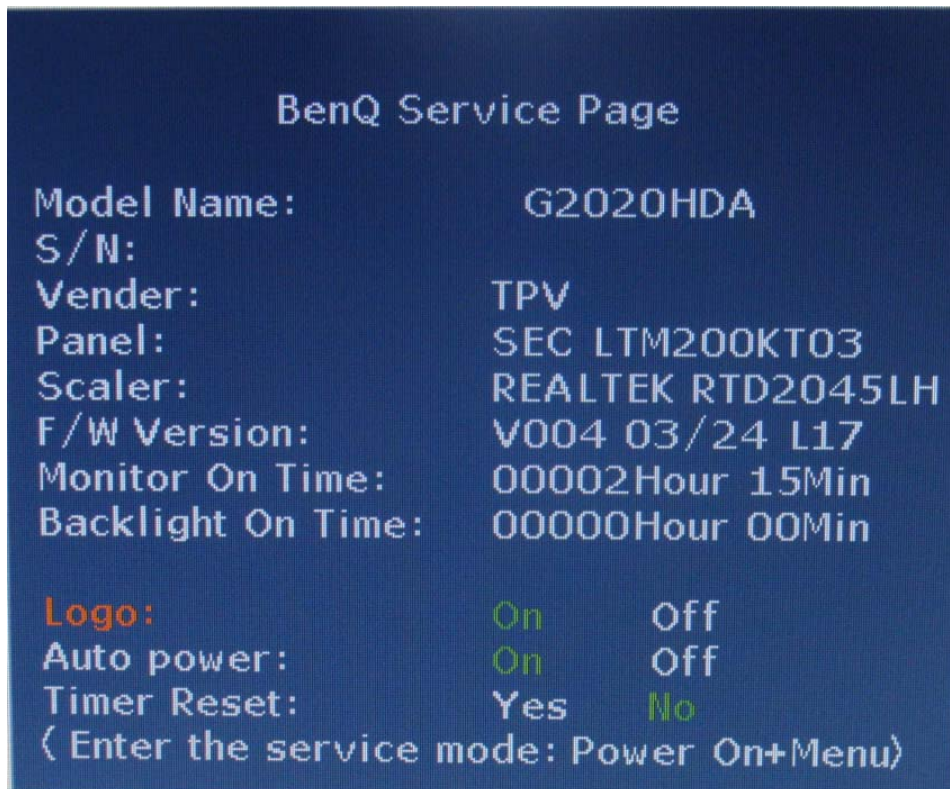 BenQ Service Page
Model Name: G2020HDA
S/N:
Vender: TPV
Panel: SEC LTM200KT03
Scaler: REALTEK RTD2045LH
F/W Version: V004 03/24 L17
Monitor On Time: 00002Hour 15Min
Backlight On Time: 00000Hour 00Min
Logo: On Off
Auto power: On Off
Timer Reset: Yes No
(Enter the service mode: Power On+Menu)